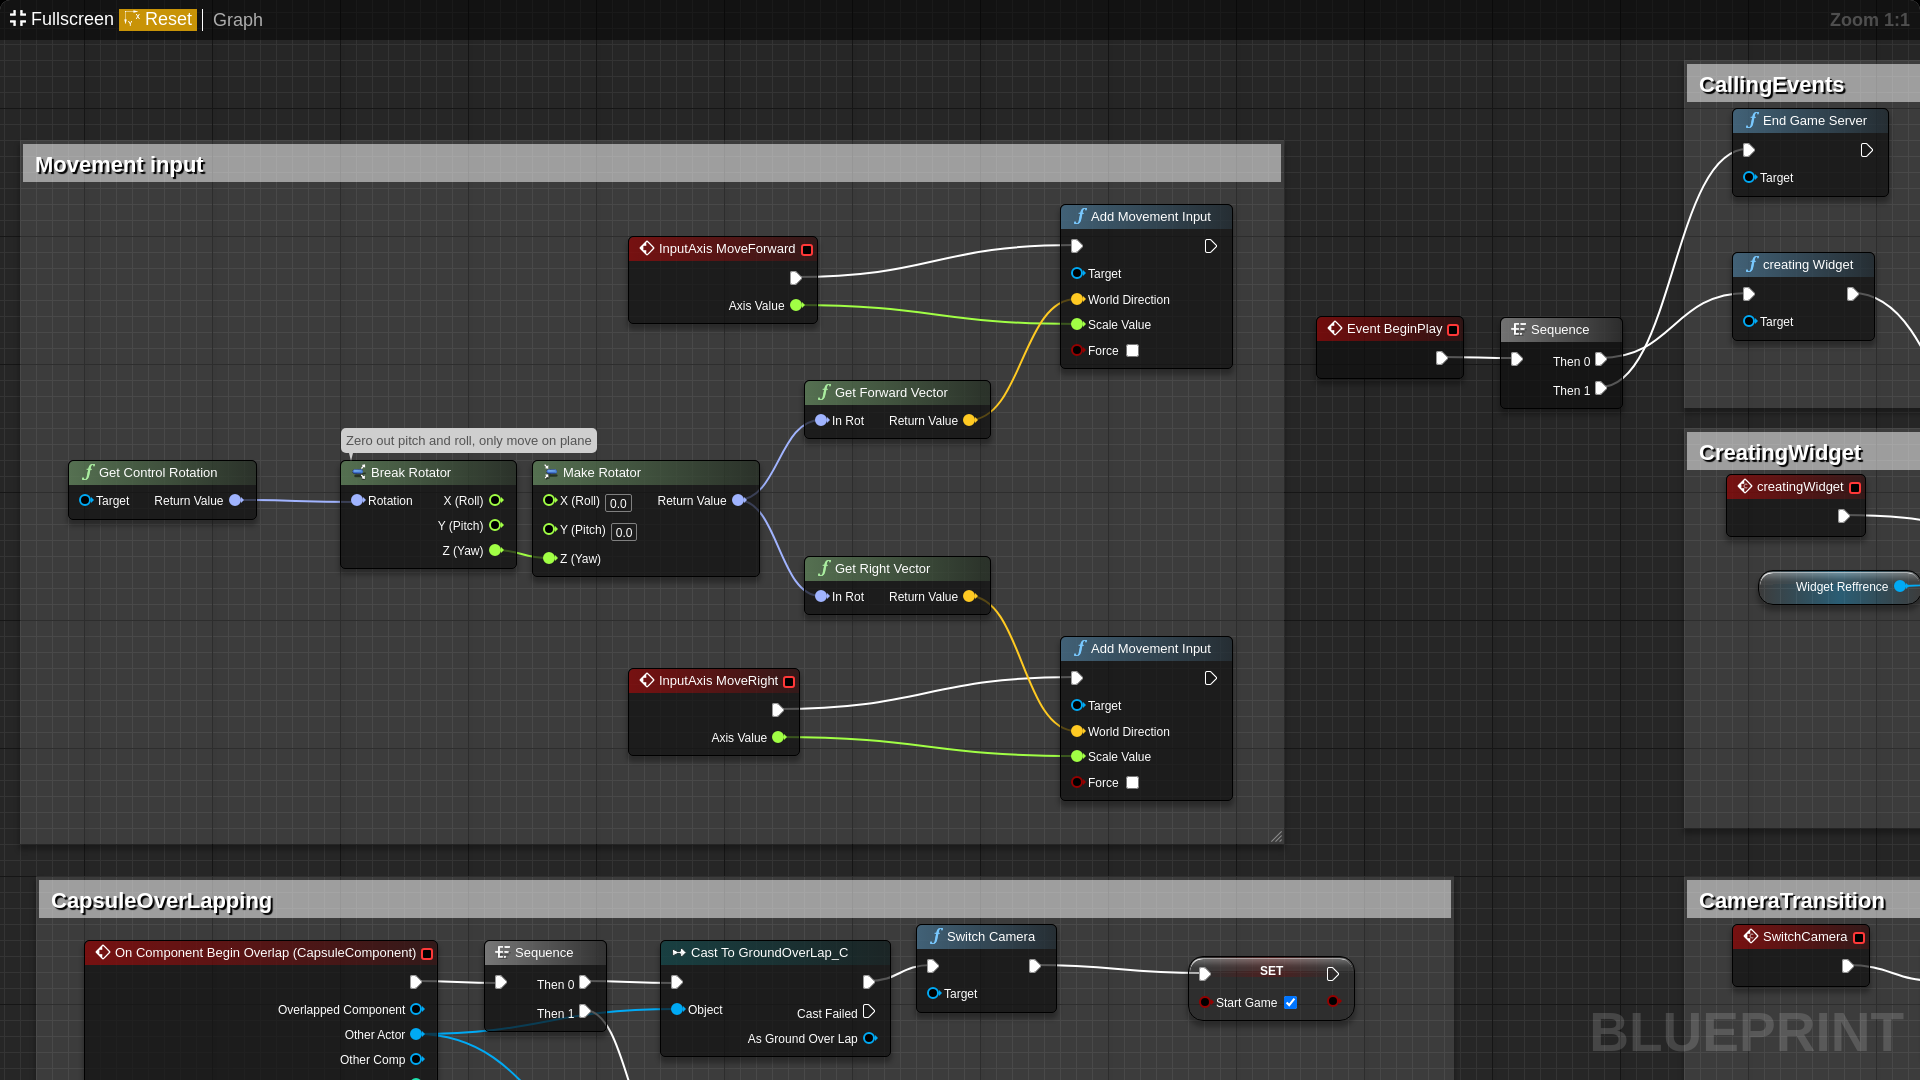 Fullscreen Reset Graph Zoom 1:1
CallingEvents
End Game Server
Target
creating Widget
Target
Movement input
Add Movement Input
Target
World Direction
Scale Value
Force
InputAxis MoveForward
Axis Value
Event BeginPlay
Sequence
Then 0
Then 1
Get Forward Vector
In Rot Return Value
Zero out pitch and roll, only move on plane
Get Control Rotation
Target Return Value
Break Rotator
Rotation X (Roll)
Y (Pitch)
Z (Yaw)
Make Rotator
X (Roll) 0.0 Return Value
Y (Pitch) 0.0
Z (Yaw)
CreatingWidget
creatingWidget
Widget Reffrence
Get Right Vector
In Rot Return Value
Add Movement Input
Target
World Direction
Scale Value
Force
InputAxis MoveRight
Axis Value
CapsuleOverLapping
On Component Begin Overlap (CapsuleComponent)
Overlapped Component
Other Actor
Other Comp
Sequence
Then 0
Then 1
Cast To GroundOverLap_C
Object
Cast Failed
As Ground Over Lap
Switch Camera
Target
SET
Start Game
CameraTransition
SwitchCamera
BLUEPRINT